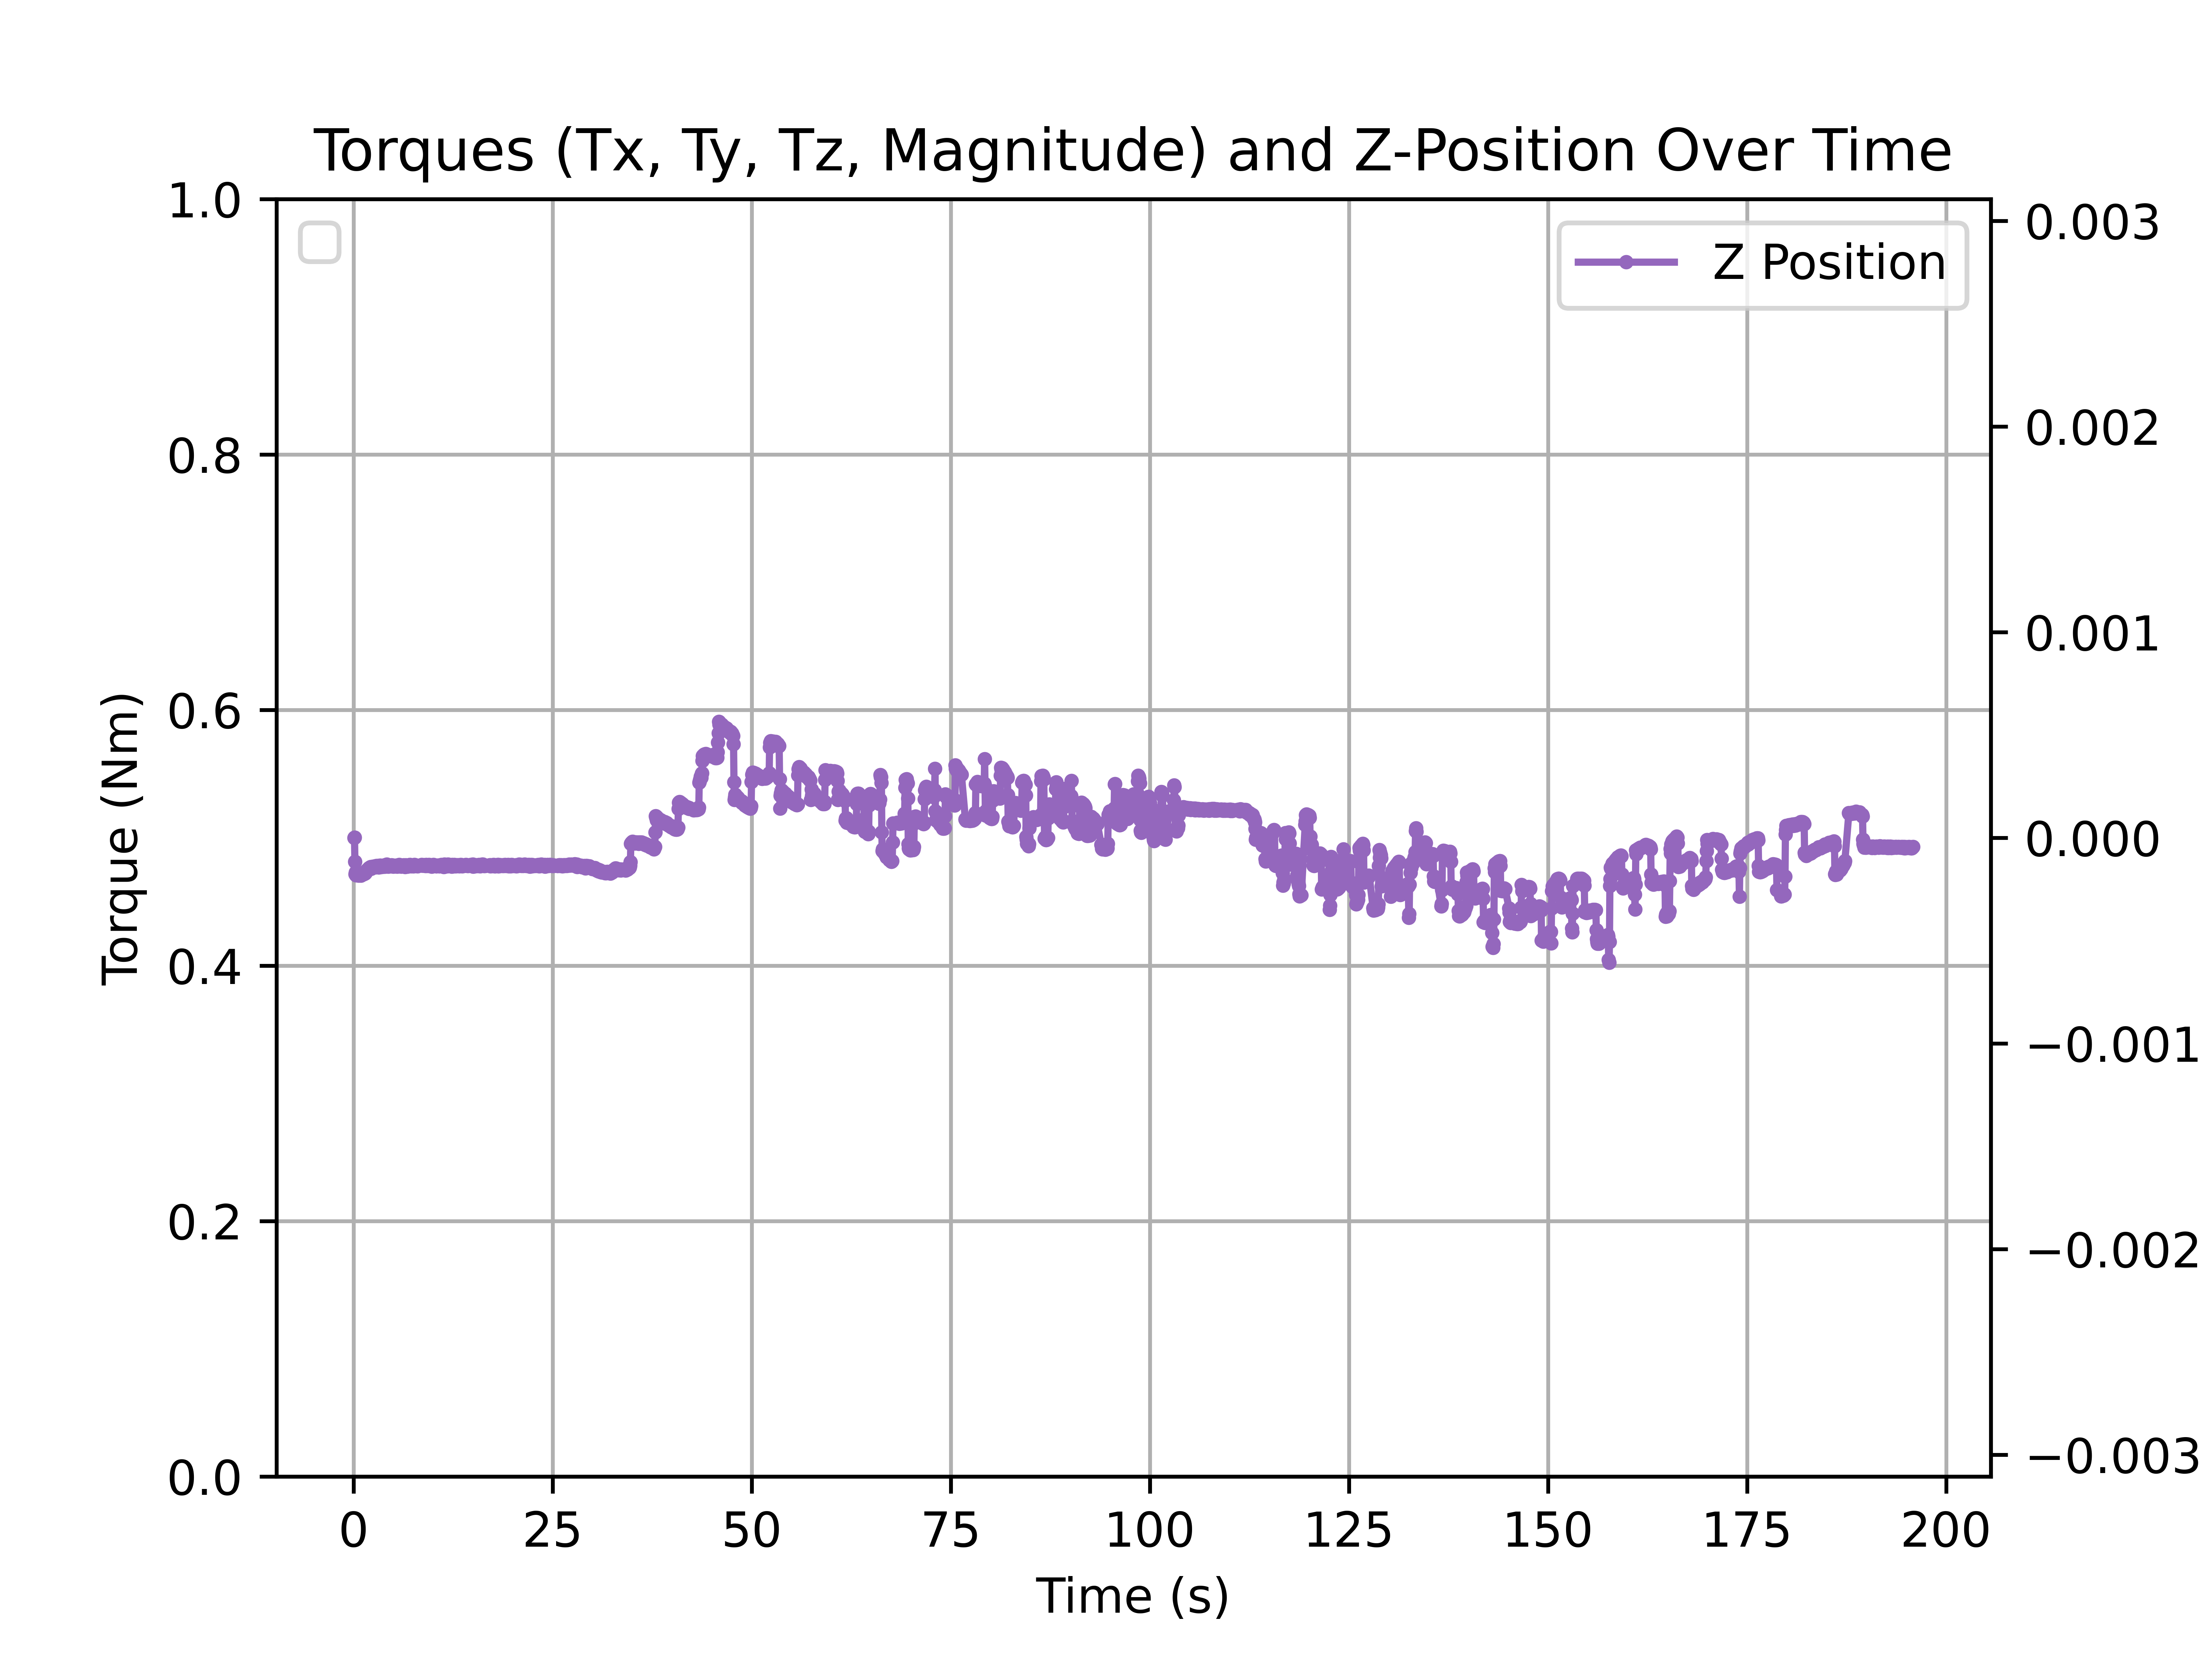 Torques (Tx, Ty, Tz, Magnitude) and Z-Position Over Time
Z Position
Torque (Nm)
1.0
0.8
0.6
0.4
0.2
0.0
0.003
0.002
0.001
0.000
−0.001
−0.002
−0.003
0 25 50 75 100 125 150 175 200
Time (s)